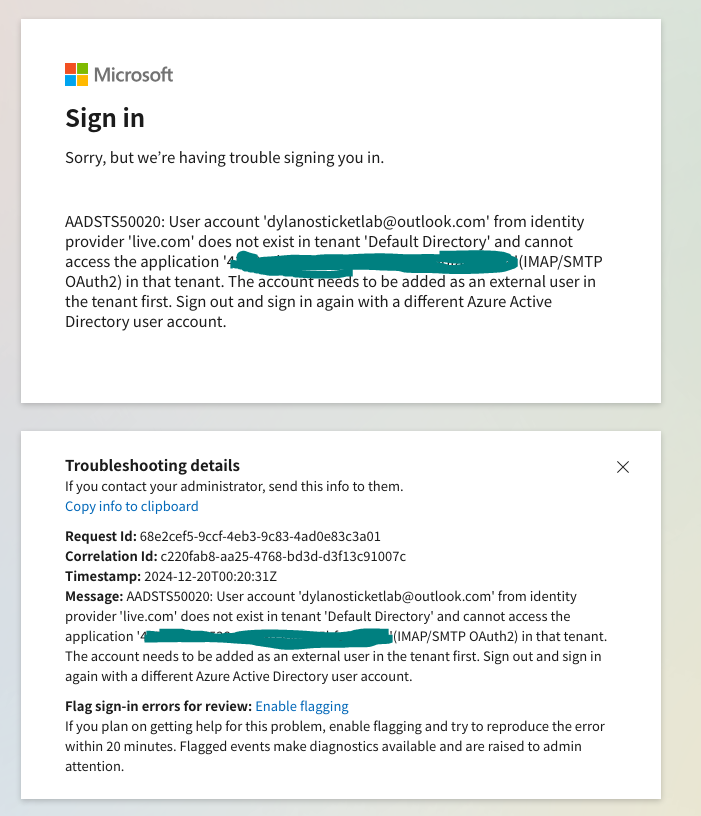 Microsoft
Sign in
Sorry, but we're having trouble signing you in.
AADSTS50020: User account 'dylanosticketlab@outlook.com' from identity
provider 'live.com' does not exist in tenant 'Default Directory' and cannot
access the application '4 (IMAP/SMTP
OAuth2) in that tenant. The account needs to be added as an external user in
the tenant first. Sign out and sign in again with a different Azure Active
Directory user account.
Troubleshooting details
If you contact your administrator, send this info to them.
Copy info to clipboard
Request Id: 68e2cef5-9ccf-4eb3-9c83-4ad0e83c3a01
Correlation Id: c220fab8-aa25-4768-bd3d-d3f13c91007c
Timestamp: 2024-12-20T00:20:31Z
Message: AADSTS50020: User account 'dylanosticketlab@outlook.com' from identity
provider 'live.com' does not exist in tenant 'Default Directory' and cannot access the
application '4 (IMAP/SMTP OAuth2) in that tenant.
The account needs to be added as an external user in the tenant first. Sign out and sign in
again with a different Azure Active Directory user account.
Flag sign-in errors for review: Enable flagging
If you plan on getting help for this problem, enable flagging and try to reproduce the error
within 20 minutes. Flagged events make diagnostics available and are raised to admin
attention.